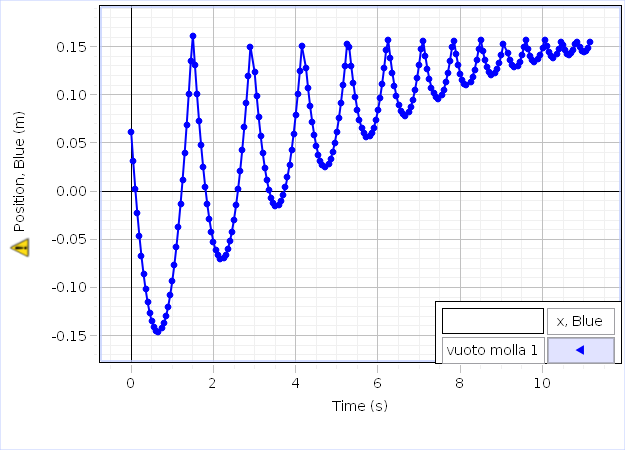 Position, Blue (m)
0.15
0.10
0.05
0.00
-0.05
-0.10
-0.15
0 2 4 6 8 10
Time (s)
x, Blue
vuoto molla 1